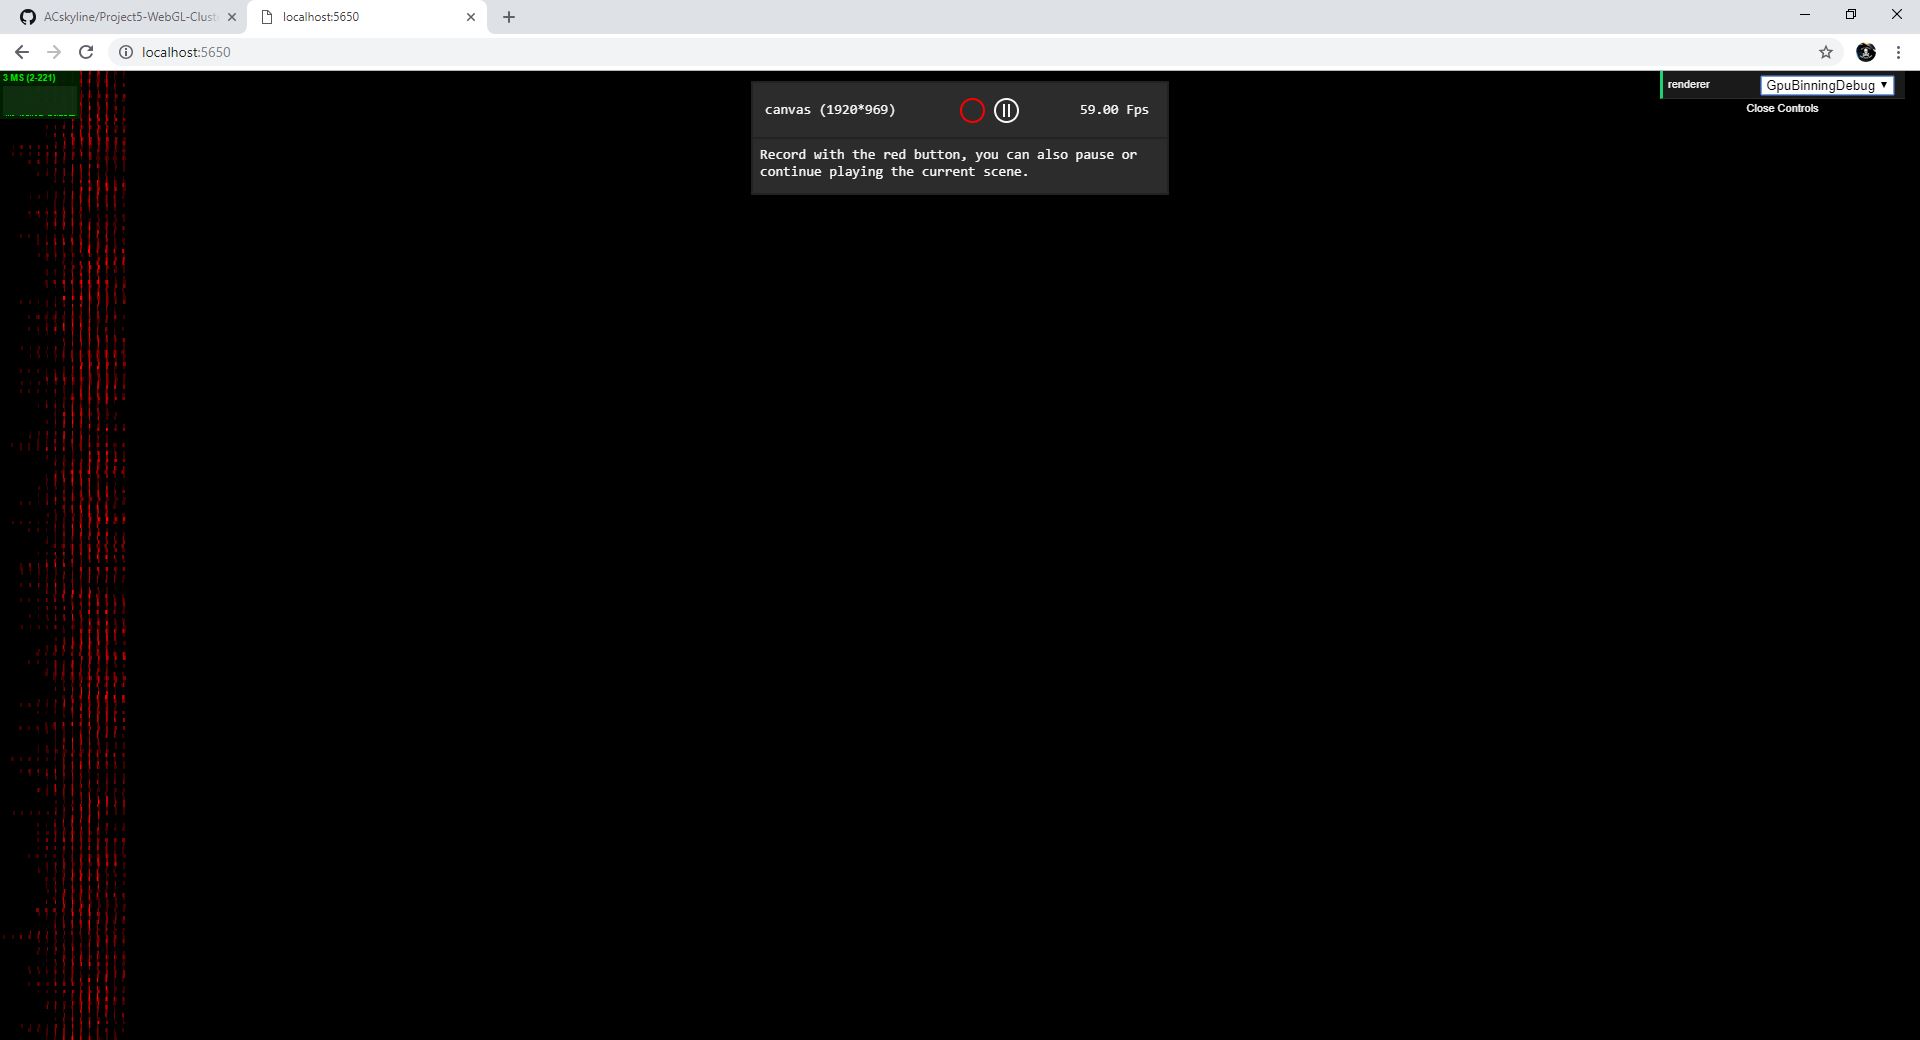 ACskyline/Project5-WebGL-Clust
localhost:5650
localhost:5650
3 MS (2-221)
canvas (1920*969)
59.00 Fps
Record with the red button, you can also pause or
continue playing the current scene.
renderer
GpuBinningDebug
Close Controls